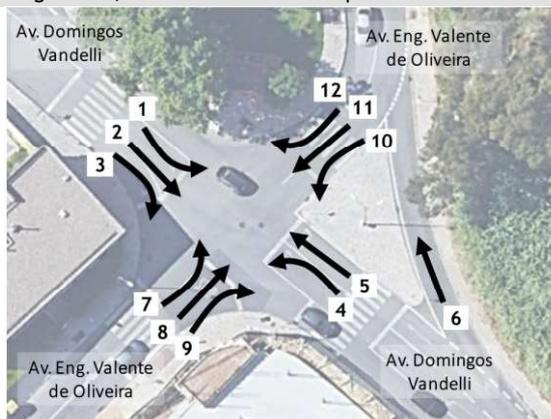 Av. Domingos
Vandelli
Av. Eng. Valente
de Oliveira
12
11
10
1
2
3
7
8
9
5
4
6
Av. Eng. Valente
de Oliveira
Av. Domingos
Vandelli